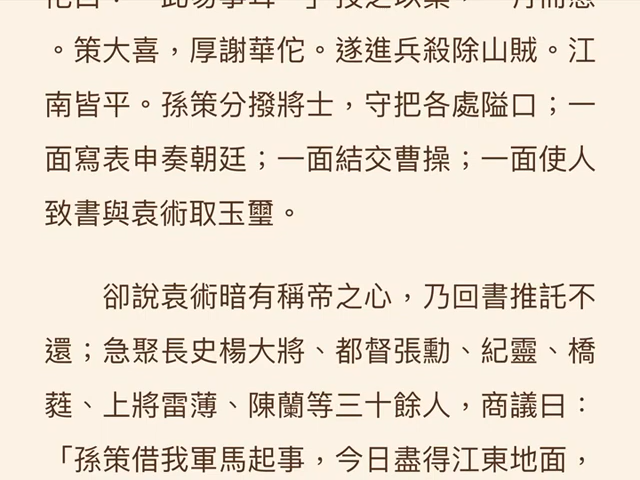 。策大喜，厚謝華佗。遂進兵殺除山賊。江
南皆平。孫策分撥將士，守把各處隘口；一
面寫表申奏朝廷；一面結交曹操；一面使人
致書與袁術取玉璽。
卻說袁術暗有稱帝之心，乃回書推託不
還；急聚長史楊大將、都督張勳、紀靈、橋
蕤、上將雷薄、陳蘭等三十餘人，商議曰：
「孫策借我軍馬起事，今日盡得江東地面，